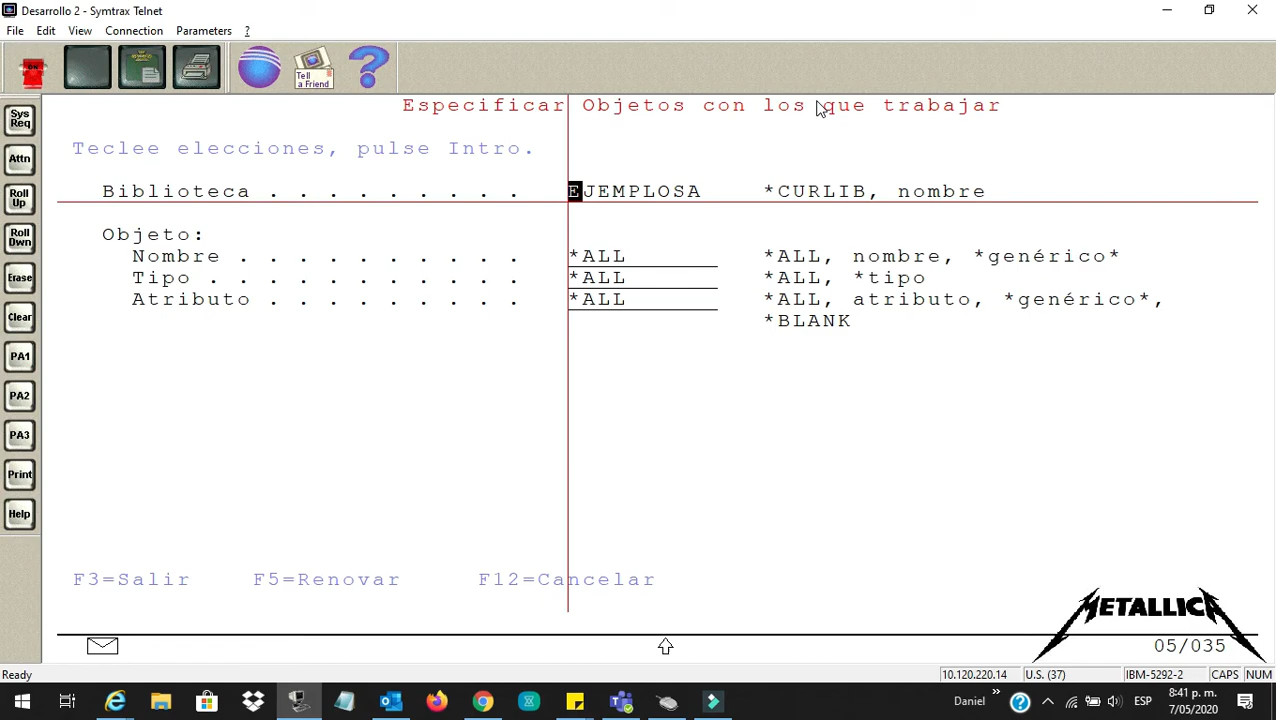 Desarrollo 2 - Symtrax Telnet
File Edit View Connection Parameters ?
ON
Tell a Friend
Sys Req
Attn
Roll Up
Roll Dwn
Erase
Clear
PA1
PA2
PA3
Print
Help
Especificar Objetos con los que trabajar
Teclee elecciones, pulse Intro.
Biblioteca . . . . . . . . . EJEMPLOSA *CURLIB, nombre
Objeto:
Nombre . . . . . . . . . . *ALL *ALL, nombre, *genérico*
Tipo . . . . . . . . . . . *ALL *ALL, *tipo
Atributo . . . . . . . . . *ALL *ALL, atributo, *genérico*,
*BLANK
F3=Salir F5=Renovar F12=Cancelar
METALLICA
05/035
Ready 10.120.220.14 U.S. (37) IBM-5292-2 CAPS NUM
Daniel ESP 8:41 p. m.
7/05/2020